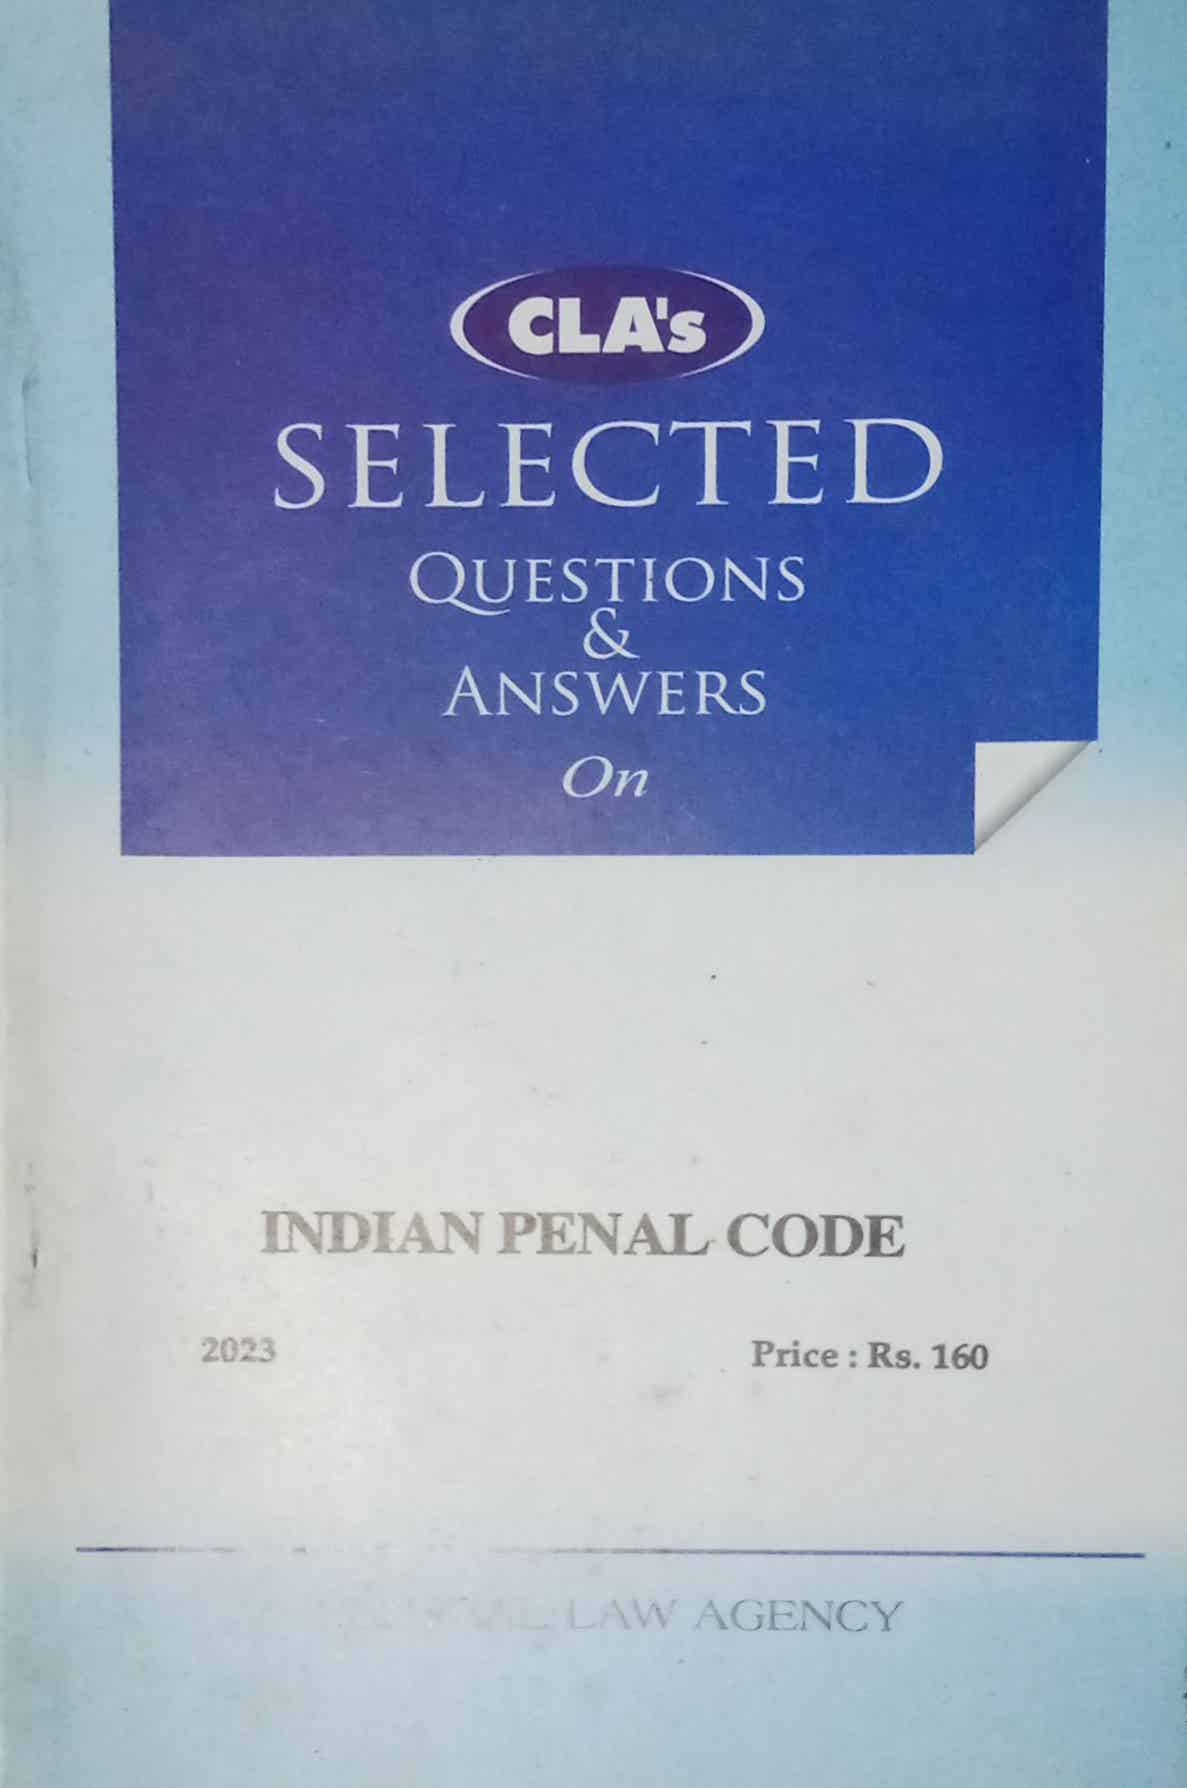 CLA's
SELECTED
QUESTIONS
&
ANSWERS
On
INDIAN PENAL CODE
2023
Price : Rs. 160
LAW AGENCY